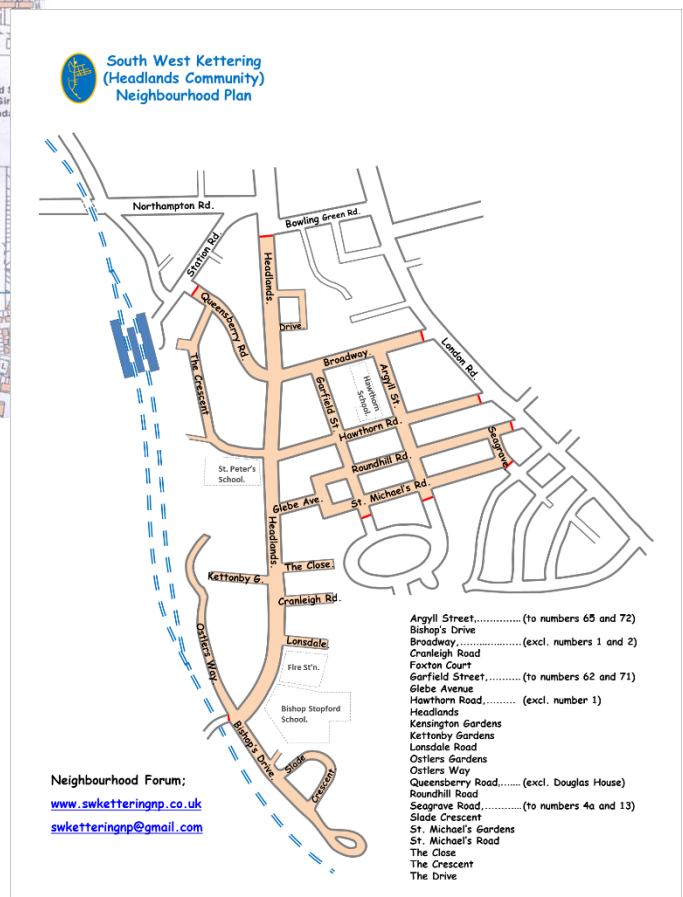 South West Kettering
(Headlands Community)
Neighbourhood Plan
Northampton Rd.
Bowling Green Rd.
Station Rd.
Headlands.
Queensberry Rd.
Drive.
London Rd.
Broadway.
The Crescent
Garfield St.
Hawthorn
School.
Argyll St.
Hawthorn Rd.
Seagrave
Roundhill Rd.
St. Peter's
School.
St. Michael's Rd.
Glebe Ave.
Headlands.
The Close.
Kettonby G.
Cranleigh Rd.
Lonsdale.
Ostlers Way.
Fire St'n.
Bishop Stopford
School.
Bishop's Drive.
Slade
Crescent
Argyll Street,............. (to numbers 65 and 72)
Bishop's Drive
Broadway,.................. (excl. numbers 1 and 2)
Cranleigh Road
Foxton Court
Garfield Street,.......... (to numbers 62 and 71)
Glebe Avenue
Hawthorn Road,......... (excl. number 1)
Headlands
Kensington Gardens
Kettonby Gardens
Lonsdale Road
Ostlers Gardens
Ostlers Way
Queensberry Road,...... (excl. Douglas House)
Roundhill Road
Seagrave Road,...........(to numbers 4a and 13)
Slade Crescent
St. Michael's Gardens
St. Michael's Road
The Close
The Crescent
The Drive
Neighbourhood Forum;
www.swketteringnp.co.uk
swketteringnp@gmail.com